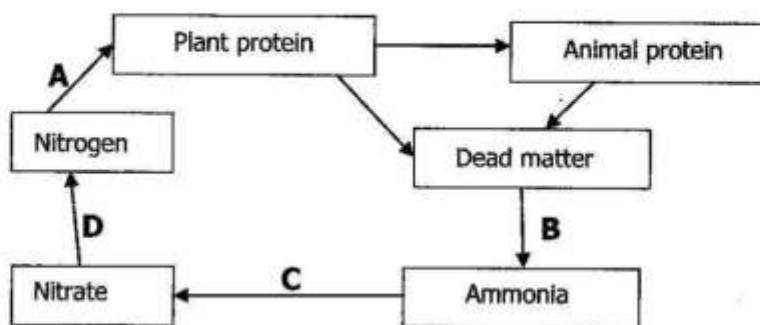 Plant protein
Animal protein
A
Nitrogen
Dead matter
D
B
Nitrate
C
Ammonia